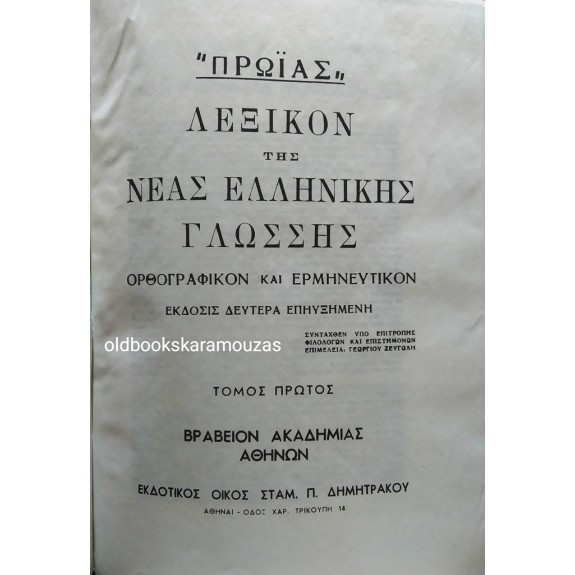 "ΠΡΩΪΑΣ„
ΛΕΞΙΚΟΝ
ΤΗΣ
ΝΕΑΣ ΕΛΛΗΝΙΚΗΣ
ΓΛΩΣΣΗΣ
ΟΡΘΟΓΡΑΦΙΚΟΝ ΚΑΙ ΕΡΜΗΝΕΥΤΙΚΟΝ
ΕΚΔΟΣΙΣ ΔΕΥΤΕΡΑ ΕΠΗΥΞΗΜΕΝΗ
ΣΥΝΤΑΧΘΕΝ ΥΠΟ ΕΠΙΤΡΟΠΗΣ
ΦΙΛΟΛΟΓΩΝ ΚΑΙ ΕΠΙΣΤΗΜΟΝΩΝ
ΕΠΙΜΕΛΕΙΑ: ΓΕΩΡΓΙΟΥ ΖΕΥΓΩΛΗ
oldbookskaramouzas
ΤΟΜΟΣ ΠΡΩΤΟΣ
ΒΡΑΒΕΙΟΝ ΑΚΑΔΗΜΙΑΣ
ΑΘΗΝΩΝ
ΕΚΔΟΤΙΚΟΣ ΟΙΚΟΣ ΣΤΑΜ. Π. ΔΗΜΗΤΡΑΚΟΥ
ΑΘΗΝΑΙ - ΟΔΟΣ ΧΑΡ. ΤΡΙΚΟΥΠΗ 14